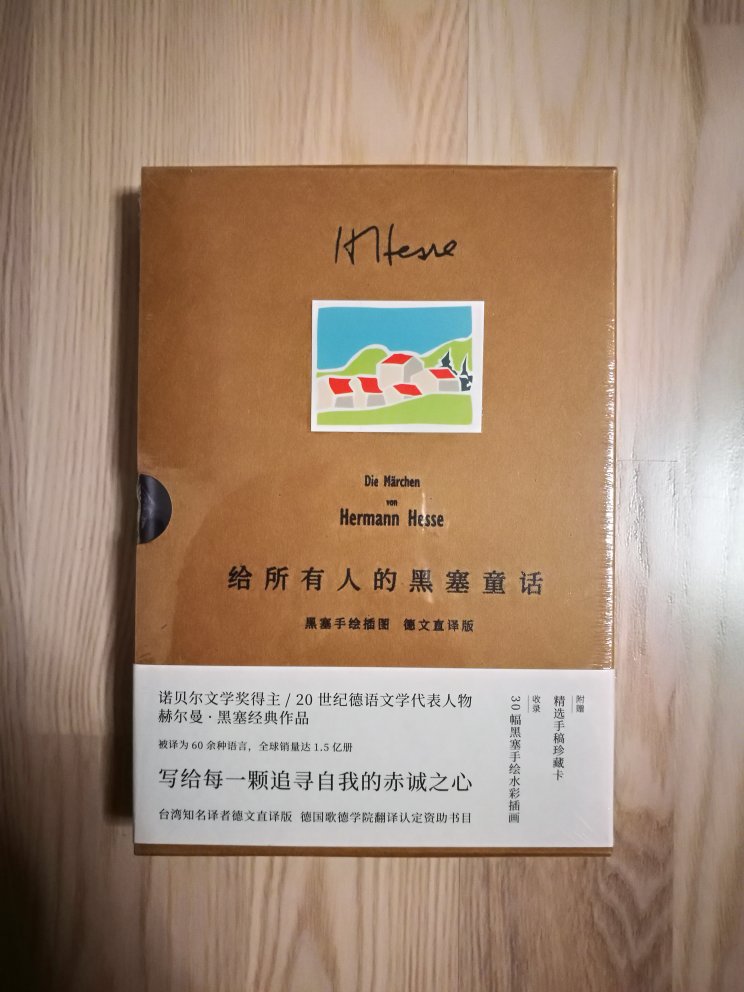 H Hesse
Die Märchen
von
Hermann Hesse
给所有人的黑塞童话
黑塞手绘插图 德文直译版
诺贝尔文学奖得主 / 20 世纪德语文学代表人物
赫尔曼·黑塞经典作品
被译为 60 余种语言，全球销量达 1.5 亿册
写给每一颗追寻自我的赤诚之心
台湾知名译者德文直译版 德国歌德学院翻译认定资助书目
附赠
精选手稿珍藏卡
收录
30 幅黑塞手绘水彩插画